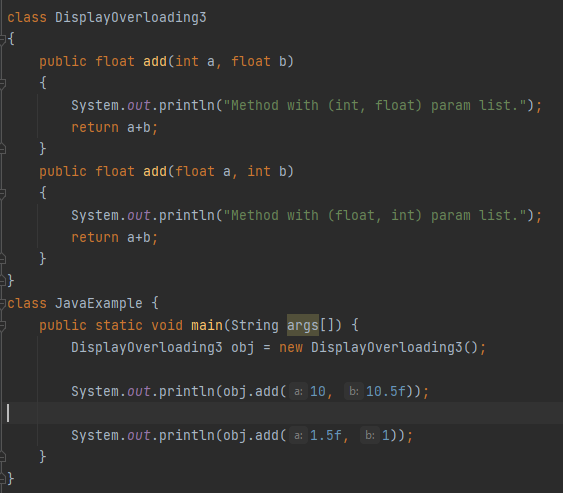 class DisplayOverloading3
{
    public float add(int a, float b)
    {
        System.out.println("Method with (int, float) param list.");
        return a+b;
    }
    public float add(float a, int b)
    {
        System.out.println("Method with (float, int) param list.");
        return a+b;
    }
}
class JavaExample {
    public static void main(String args[]) {
        DisplayOverloading3 obj = new DisplayOverloading3();
        System.out.println(obj.add( a: 10, b: 10.5f));
        System.out.println(obj.add( a: 1.5f, b: 1));
    }
}